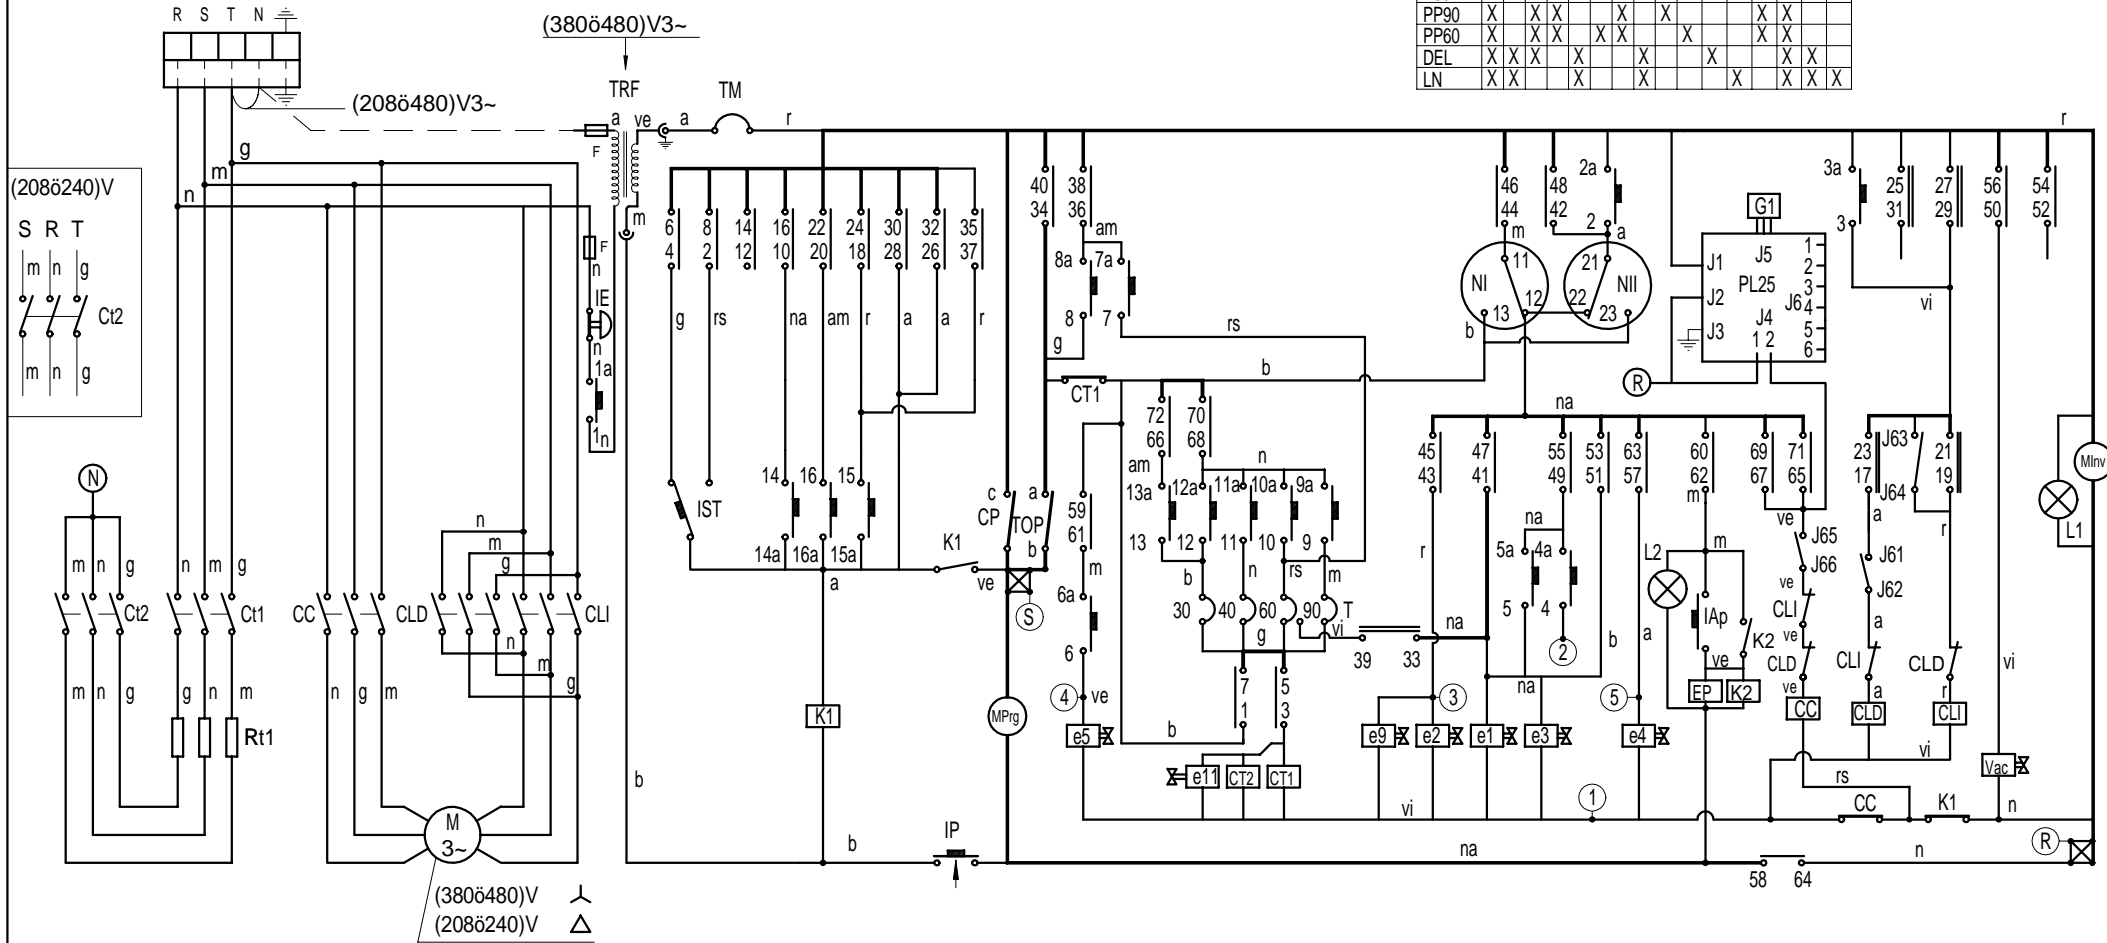 R S T N
(380ö480)V3~
PP90 X X X X X X X
PP60 X X X X X X X X
DEL X X X X X X X X
LN X X X X X X X X
(208ö480)V3~
TRF
TM
a ve a r r
F
F
g
m
n
m
(208ö240)V
S R T
m n g
Ct2
m n g
n
IE
n
1a
1n
6 8 14 16 22 24 30 32 35
4 2 12 10 20 18 28 26 37
40 38
34 36
am
8a 7a
8 7
g
46 48 2a
44 42 2
m a
NI 11 21 NII
12 22
13 23
b
G1
J1 J5 1
J2 PL25 2
J6 3
4
J3 J4 5
1 2 6
R
3a 25 27 56 54
3 31 29 50 52
vi
g rs na am r a a r
rs
b
CT1
72 70
66 68
am n
13a 12a 11a 10a 9a
13 12 11 10 9
b n rs m
30 40 60 90 T
g vi
39 33
na
na
45 47 55 53 63 60 69 71
43 41 49 51 57 62 67 65
23 J63 21
17 J64 19
N
14 16 15
IST
14a 16a 15a
a
K1
ve
c a
CP TOP
b
S
59
61
m
6a
6
4 ve
r
na
5a 4a
5 4
2
b a
na
3
5
m
L2
m
IAp
K2
ve
EP K2
ve J65
ve J66
CLI
ve
CLD
ve
CC
a
J61
J62
a
CLI
a
CLD
r
CLD
r
CLI
vi
vi
L1
MInv
m n g n m g
Ct2 Ct1
m n g g n m
Rt1
n
m
g
CC CLD CLI
n
m
g
n g m
M
3~
(380ö480)V
(208ö240)V
K1
b
b
IP
MPrg
7 5
1 3
b
e5 e11 CT2 CT1 e9 e2 e1 e3 e4
vi
1
rs
CC K1
Vac
n
na
58 64
n
R